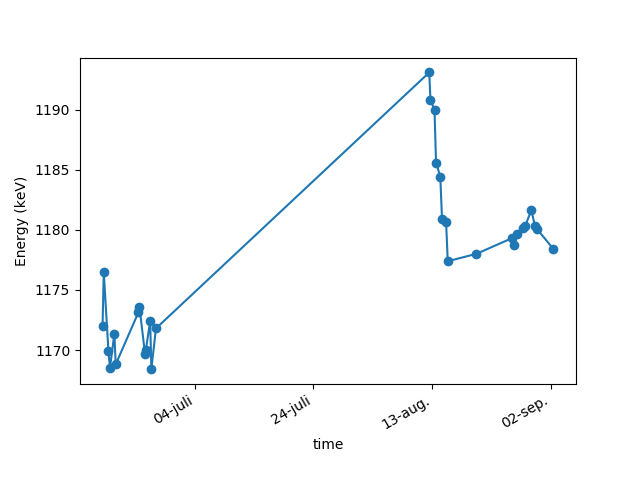 1190
1185
1180
1175
1170
Energy (keV)
04-juli
24-juli
13-aug.
02-sep.
time